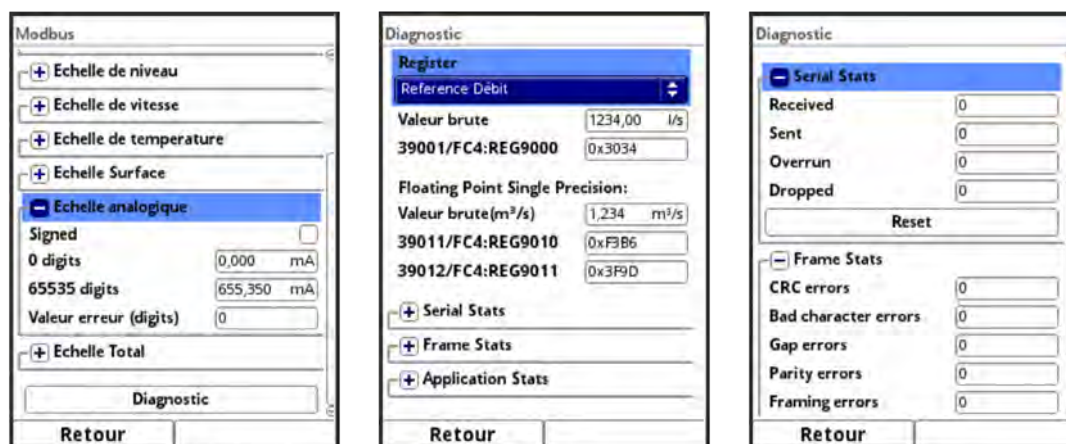 Modbus
Echelle de niveau
Echelle de vitesse
Echelle de temperature
Echelle Surface
Echelle analogique
Signed
0 digits 0,000 mA
65535 digits 655,350 mA
Valeur erreur (digits) 0
Echelle Total
Diagnostic
Retour
Diagnostic
Register
Reference Débit
Valeur brute 1234,00 l/s
39001/FC4:REG9000 0x3034
Floating Point Single Precision:
Valeur brute(m³/s) 1,234 m³/s
39011/FC4:REG9010 0xF3B6
39012/FC4:REG9011 0x3F9D
Serial Stats
Frame Stats
Application Stats
Retour
Diagnostic
Serial Stats
Received 0
Sent 0
Overrun 0
Dropped 0
Reset
Frame Stats
CRC errors 0
Bad character errors 0
Gap errors 0
Parity errors 0
Framing errors 0
Retour